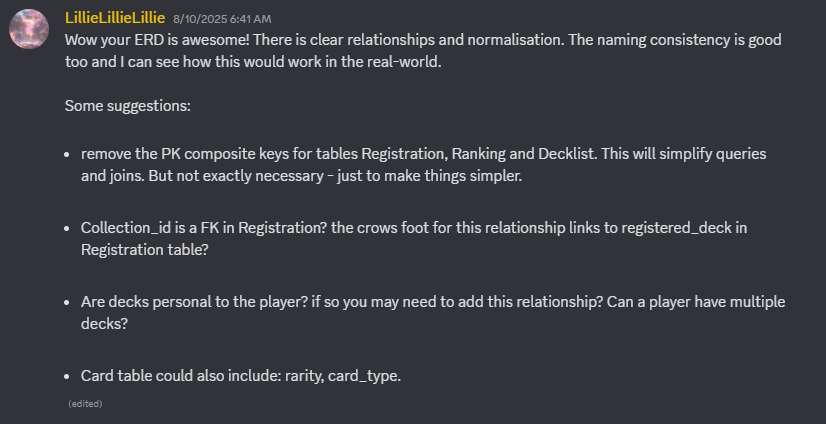 LillieLillieLillie 8/10/2025 6:41 AM
Wow your ERD is awesome! There is clear relationships and normalisation. The naming consistency is good
too and I can see how this would work in the real-world.
Some suggestions:
• remove the PK composite keys for tables Registration, Ranking and Decklist. This will simplify queries
and joins. But not exactly necessary - just to make things simpler.
• Collection_id is a FK in Registration? the crows foot for this relationship links to registered_deck in
Registration table?
• Are decks personal to the player? if so you may need to add this relationship? Can a player have multiple
decks?
• Card table could also include: rarity, card_type.
(edited)